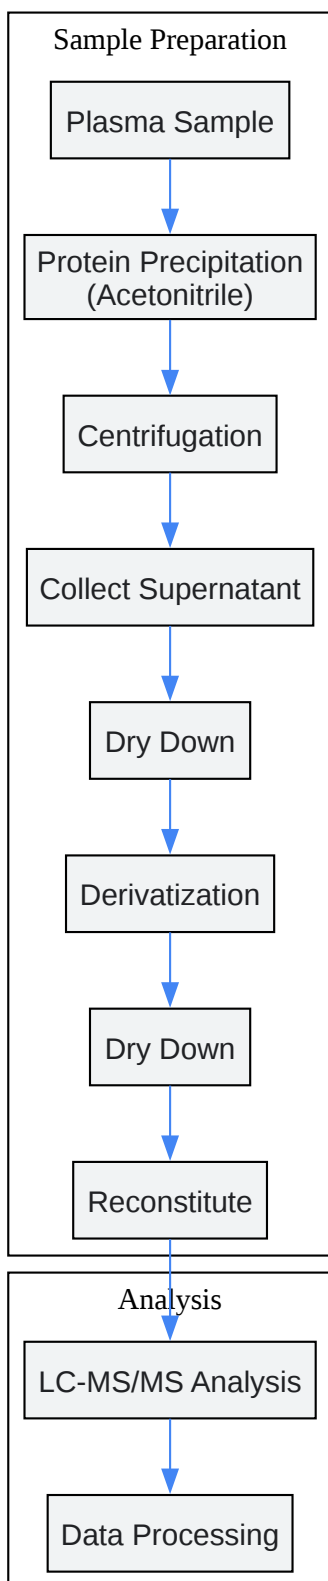 Sample Preparation
Plasma Sample
Protein Precipitation
(Acetonitrile)
Centrifugation
Collect Supernatant
Dry Down
Derivatization
Dry Down
Reconstitute
Analysis
LC-MS/MS Analysis
Data Processing